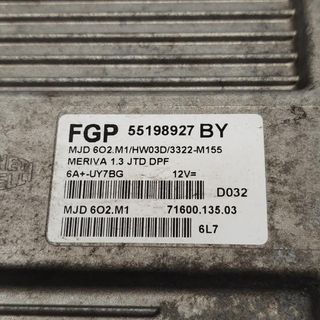 FGP 55198927 BY
MJD 6O2.M1/HW03D/3322-M155
MERIVA 1.3 JTD DPF
6A+-UY7BG 12V=
D032
MJD 6O2.M1 71600.135.03
6L7